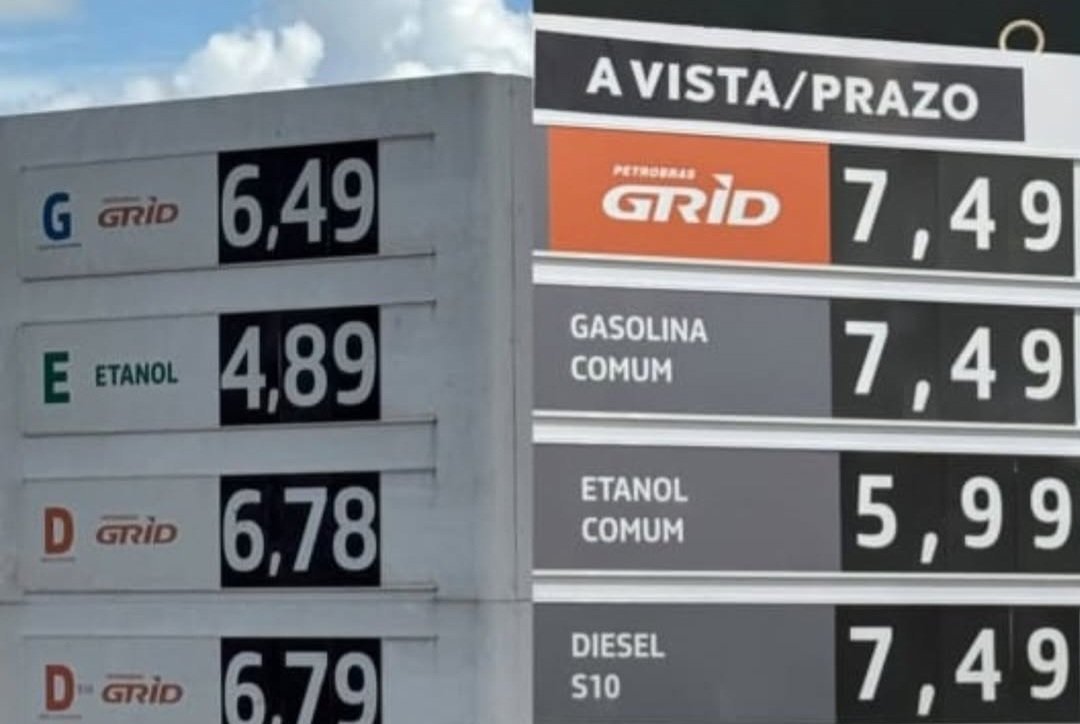 G GRID 6,49
E ETANOL 4,89
D GRID 6,78
D GRID 6,79
A VISTA/PRAZO
PETROBRAS
GRID 7,49
GASOLINA
COMUM 7,49
ETANOL
COMUM 5,99
DIESEL
S10 7,49